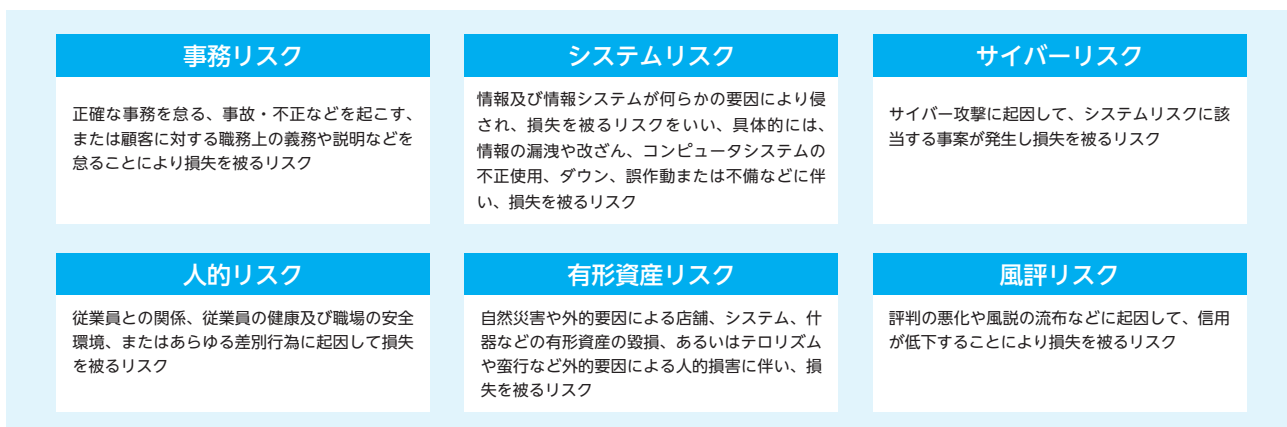 事務リスク
正確な事務を怠る、事故・不正などを起こす、
または顧客に対する職務上の義務や説明などを
怠ることにより損失を被るリスク
システムリスク
情報及び情報システムが何らかの要因により侵
され、損失を被るリスクをいい、具体的には、
情報の漏洩や改ざん、コンピュータシステムの
不正使用、ダウン、誤作動または不備などに伴
い、損失を被るリスク
サイバーリスク
サイバー攻撃に起因して、システムリスクに該
当する事案が発生し損失を被るリスク
人的リスク
従業員との関係、従業員の健康及び職場の安全
環境、またはあらゆる差別行為に起因して損失
を被るリスク
有形資産リスク
自然災害や外的要因による店舗、システム、什
器などの有形資産の毀損、あるいはテロリズム
や蛮行など外的要因による人的損害に伴い、損
失を被るリスク
風評リスク
評判の悪化や風説の流布などに起因して、信用
が低下することにより損失を被るリスク